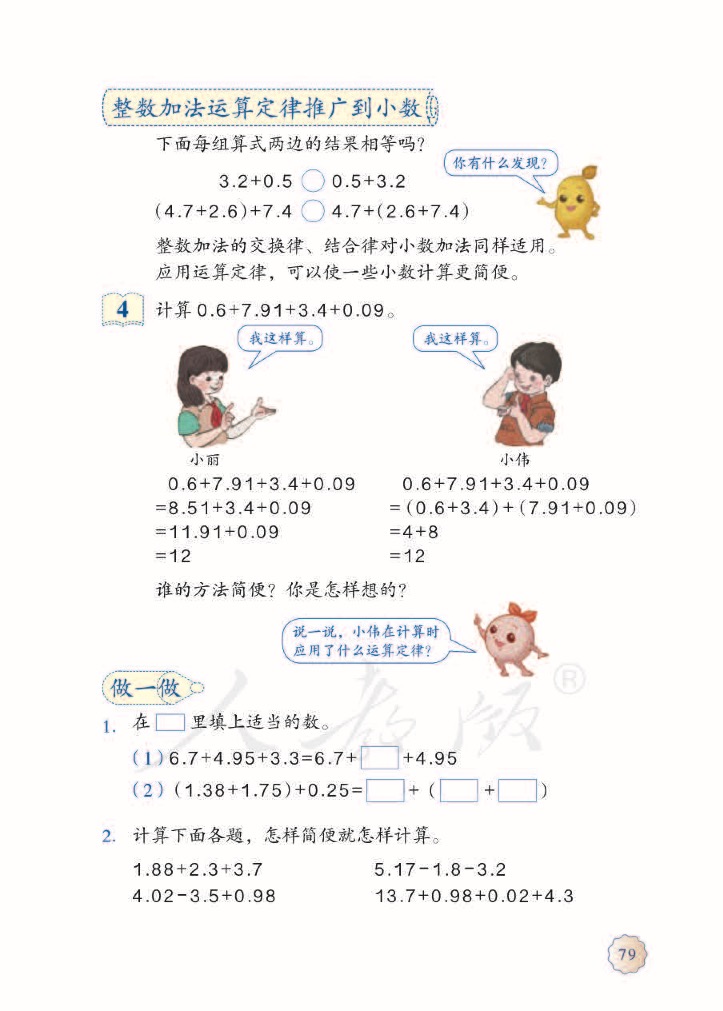 整数加法运算定律推广到小数
下面每组算式两边的结果相等吗？
你有什么发现？
3.2+0.5 ○ 0.5+3.2
(4.7+2.6)+7.4 ○ 4.7+(2.6+7.4)
整数加法的交换律、结合律对小数加法同样适用。
应用运算定律，可以使一些小数计算更简便。
4 计算0.6+7.91+3.4+0.09。
我这样算。 我这样算。
小丽 小伟
0.6+7.91+3.4+0.09 0.6+7.91+3.4+0.09
=8.51+3.4+0.09 =(0.6+3.4)+(7.91+0.09)
=11.91+0.09 =4+8
=12 =12
谁的方法简便？你是怎样想的？
说一说，小伟在计算时
应用了什么运算定律？
做一做
人教版®
1. 在□里填上适当的数。
(1) 6.7+4.95+3.3=6.7+□+4.95
(2) (1.38+1.75)+0.25=□+(□+□)
2. 计算下面各题，怎样简便就怎样计算。
1.88+2.3+3.7 5.17-1.8-3.2
4.02-3.5+0.98 13.7+0.98+0.02+4.3
79